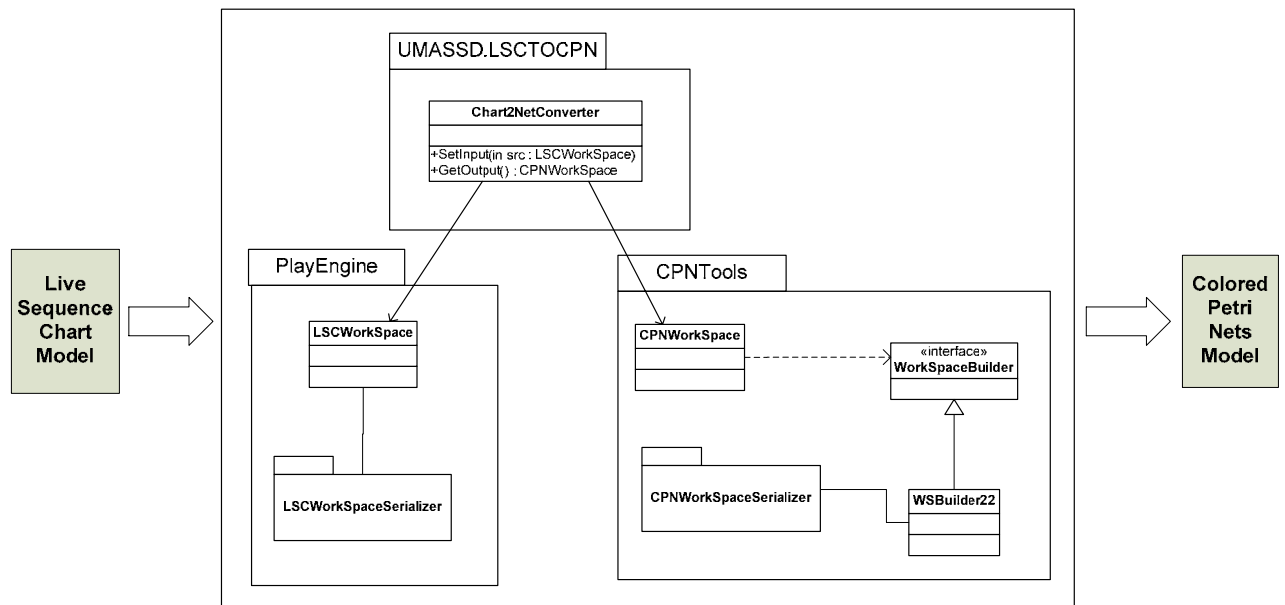 UMASSD.LSCTOCPN
Chart2NetConverter
+SetInput(in src : LSCWorkSpace)
+GetOutput() : CPNWorkSpace
Live
Sequence
Chart
Model
PlayEngine
LSCWorkSpace
LSCWorkSpaceSerializer
CPNTools
CPNWorkSpace
«interface»
WorkSpaceBuilder
CPNWorkSpaceSerializer
WSBuilder22
Colored
Petri
Nets
Model